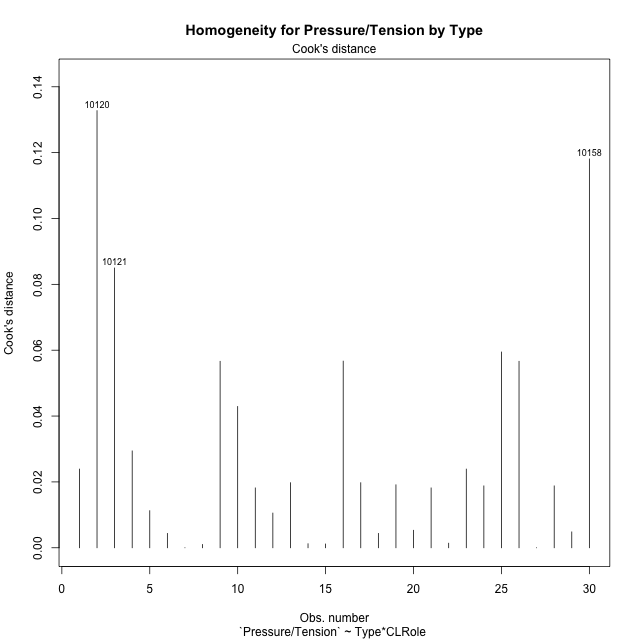 Homogeneity for Pressure/Tension by Type
Cook's distance
0.14
10120
0.12
10158
0.10
10121
0.08
Cook's distance
0.06
0.04
0.02
0.00
0 5 10 15 20 25 30
Obs. number
`Pressure/Tension` ~ Type*CLRole